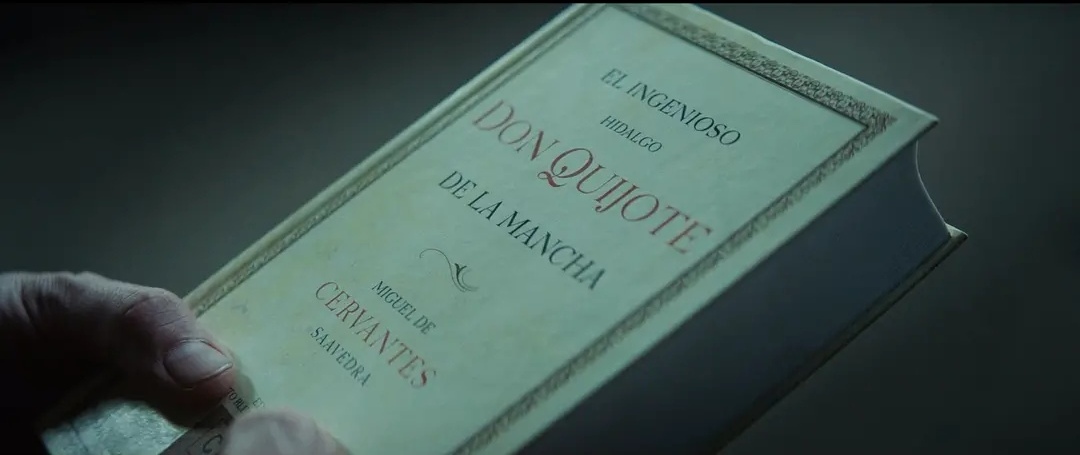 EL INGENIOSO
HIDALGO
DON QUIJOTE
DE LA MANCHA
MIGUEL DE
CERVANTES
SAAVEDRA